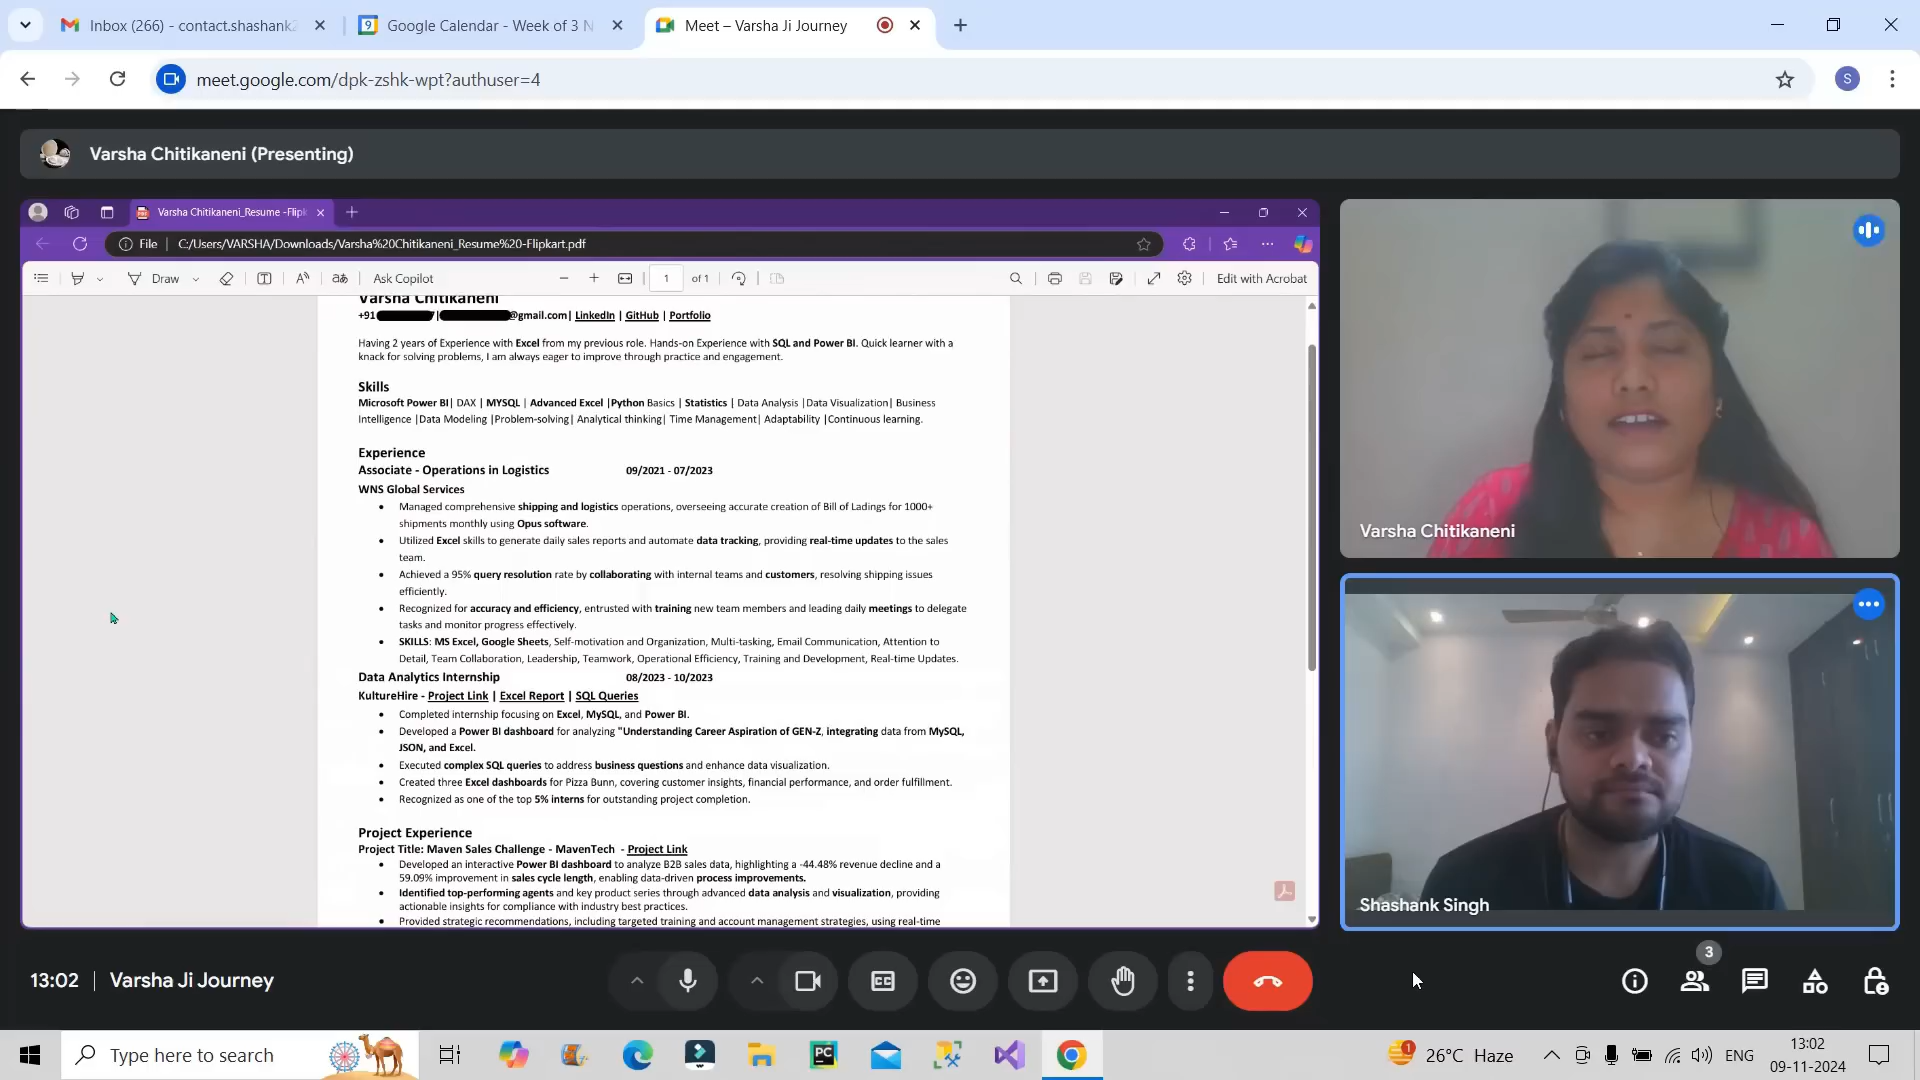 Inbox (266) - contact.shashank2
Google Calendar - Week of 3 N
Meet – Varsha Ji Journey
meet.google.com/dpk-zshk-wpt?authuser=4
S
Varsha Chitikaneni (Presenting)
Varsha Chitikaneni_Resume -Flip
File | C:/Users/VARSHA/Downloads/Varsha%20Chitikaneni_Resume%20-Flipkart.pdf
Draw
Ask Copilot
1 of 1
Edit with Acrobat
Varsha Chitikaneni
+91 | @gmail.com| LinkedIn | GitHub | Portfolio
Having 2 years of Experience with Excel from my previous role. Hands-on Experience with SQL and Power BI. Quick learner with a
knack for solving problems, I am always eager to improve through practice and engagement.
Skills
Microsoft Power BI| DAX | MYSQL | Advanced Excel |Python Basics | Statistics | Data Analysis |Data Visualization| Business
Intelligence |Data Modeling |Problem-solving| Analytical thinking| Time Management| Adaptability |Continuous learning.
Experience
Associate - Operations in Logistics 09/2021 - 07/2023
WNS Global Services
• Managed comprehensive shipping and logistics operations, overseeing accurate creation of Bill of Ladings for 1000+
shipments monthly using Opus software.
• Utilized Excel skills to generate daily sales reports and automate data tracking, providing real-time updates to the sales
team.
• Achieved a 95% query resolution rate by collaborating with internal teams and customers, resolving shipping issues
efficiently.
• Recognized for accuracy and efficiency, entrusted with training new team members and leading daily meetings to delegate
tasks and monitor progress effectively.
• SKILLS: MS Excel, Google Sheets, Self-motivation and Organization, Multi-tasking, Email Communication, Attention to
Detail, Team Collaboration, Leadership, Teamwork, Operational Efficiency, Training and Development, Real-time Updates.
Data Analytics Internship 08/2023 - 10/2023
KultureHire - Project Link | Excel Report | SQL Queries
• Completed internship focusing on Excel, MySQL, and Power BI.
• Developed a Power BI dashboard for analyzing "Understanding Career Aspiration of GEN-Z, integrating data from MySQL,
JSON, and Excel.
• Executed complex SQL queries to address business questions and enhance data visualization.
• Created three Excel dashboards for Pizza Bunn, covering customer insights, financial performance, and order fulfillment.
• Recognized as one of the top 5% interns for outstanding project completion.
Project Experience
Project Title: Maven Sales Challenge - MavenTech - Project Link
• Developed an interactive Power BI dashboard to analyze B2B sales data, highlighting a -44.48% revenue decline and a
59.09% improvement in sales cycle length, enabling data-driven process improvements.
• Identified top-performing agents and key product series through advanced data analysis and visualization, providing
actionable insights for compliance with industry best practices.
• Provided strategic recommendations, including targeted training and account management strategies, using real-time
Varsha Chitikaneni
Shashank Singh
13:02 | Varsha Ji Journey
3
Type here to search
26°C Haze
ENG
13:02
09-11-2024